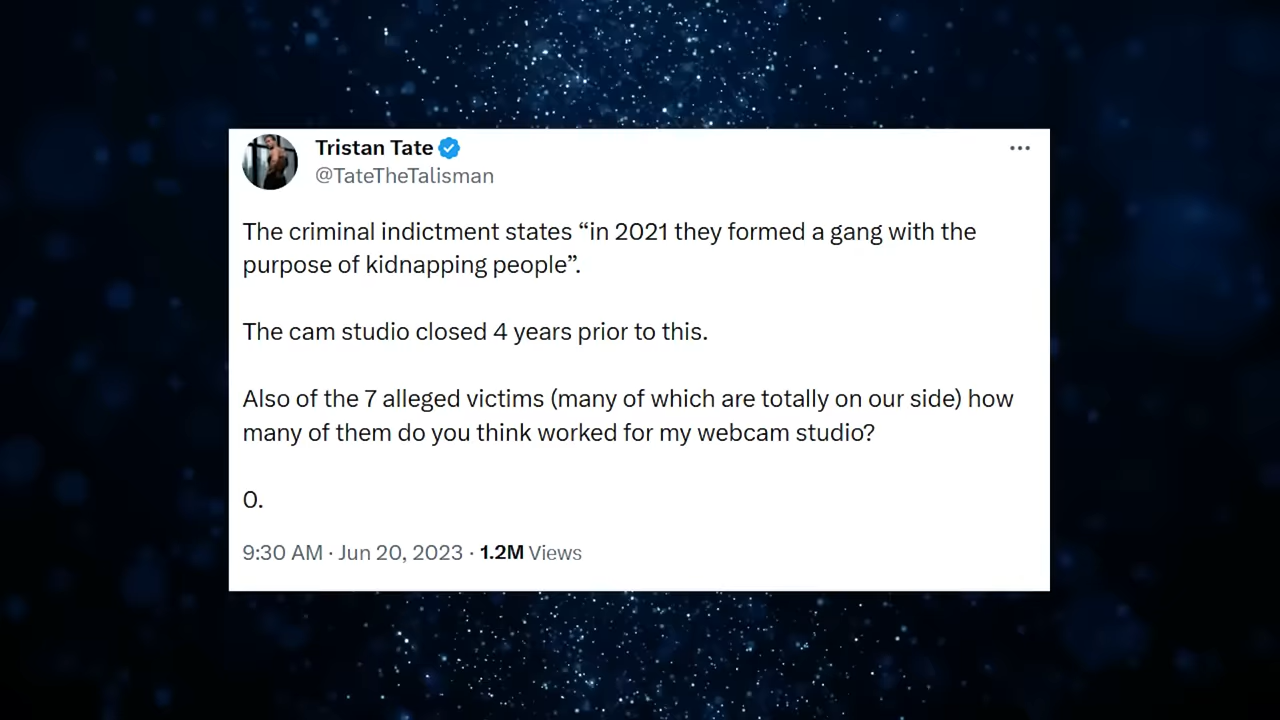 Tristan Tate
@TateTheTalisman
The criminal indictment states “in 2021 they formed a gang with the
purpose of kidnapping people”.
The cam studio closed 4 years prior to this.
Also of the 7 alleged victims (many of which are totally on our side) how
many of them do you think worked for my webcam studio?
0.
9:30 AM · Jun 20, 2023 · 1.2M Views